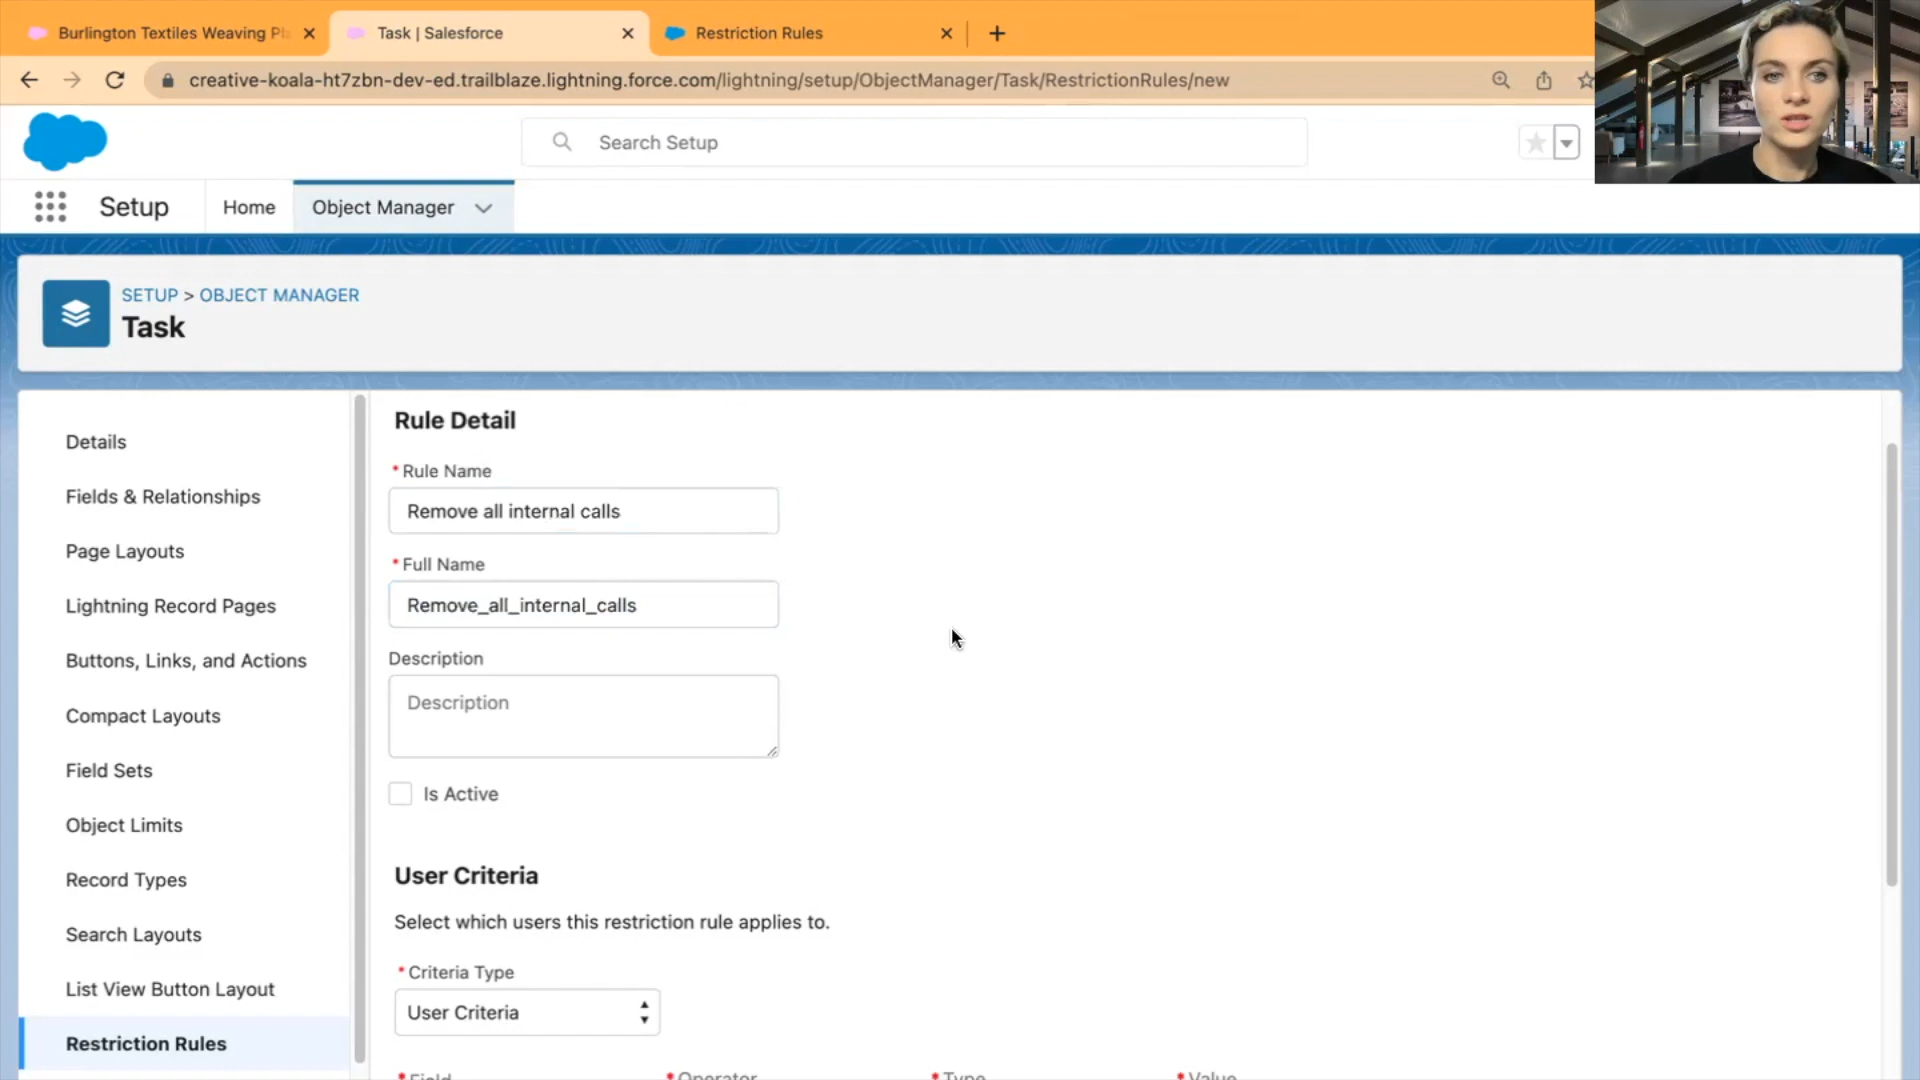 Burlington Textiles Weaving Pl
Task | Salesforce
Restriction Rules
creative-koala-ht7zbn-dev-ed.trailblaze.lightning.force.com/lightning/setup/ObjectManager/Task/RestrictionRules/new
Search Setup
Setup
Home
Object Manager
SETUP > OBJECT MANAGER
Task
Details
Fields & Relationships
Page Layouts
Lightning Record Pages
Buttons, Links, and Actions
Compact Layouts
Field Sets
Object Limits
Record Types
Search Layouts
List View Button Layout
Restriction Rules
Rule Detail
* Rule Name
Remove all internal calls
* Full Name
Remove_all_internal_calls
Description
Description
Is Active
User Criteria
Select which users this restriction rule applies to.
* Criteria Type
User Criteria
* Field * Operator * Type * Value